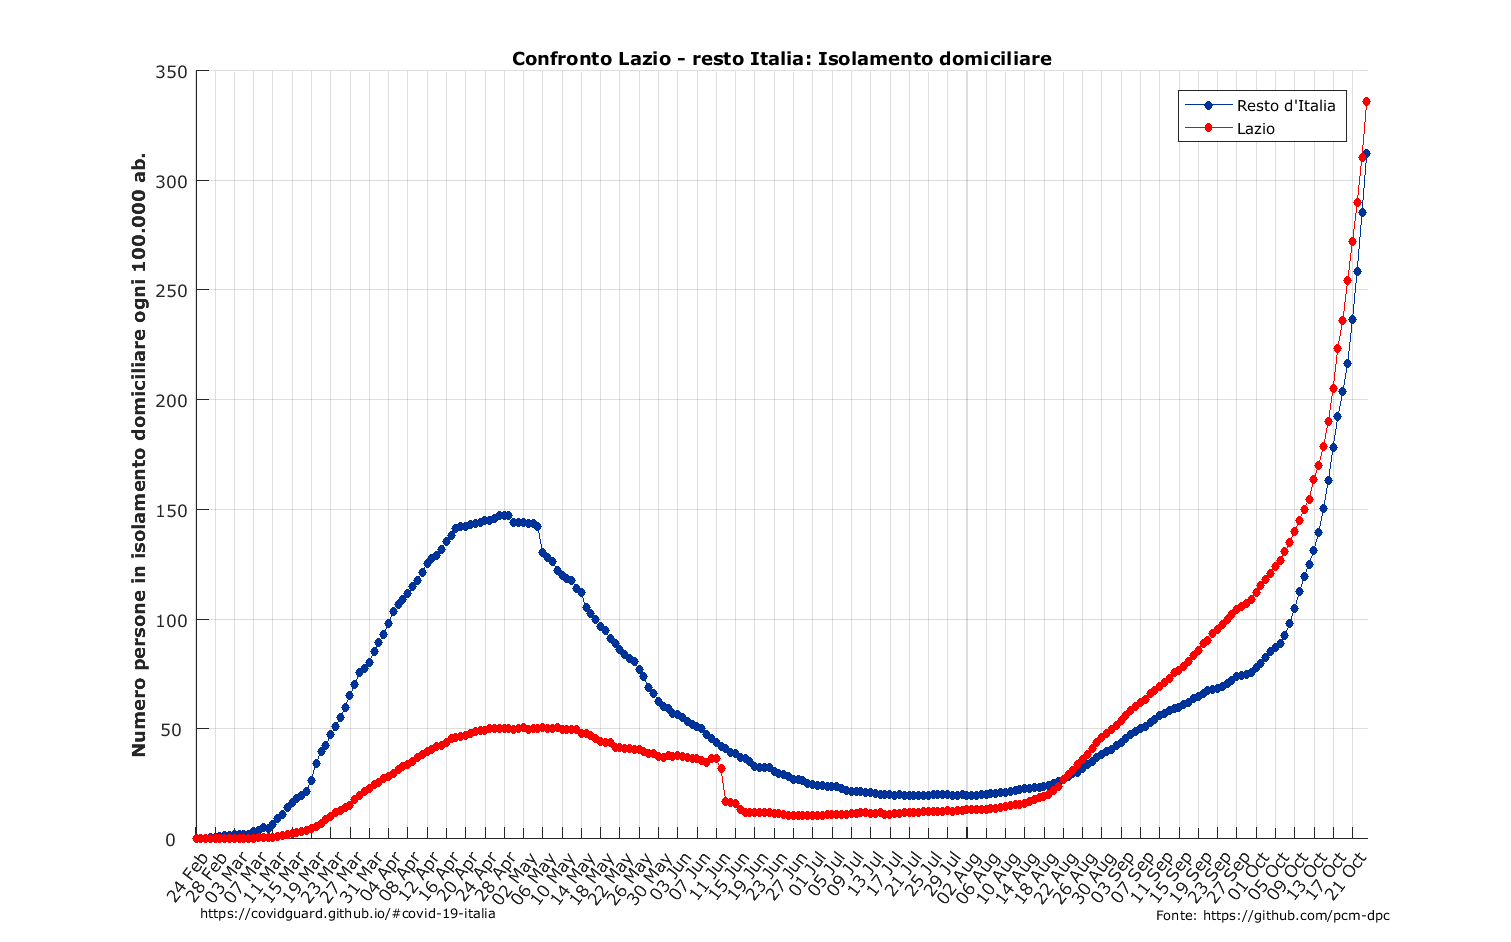 Confronto Lazio - resto Italia: Isolamento domiciliare
Numero persone in isolamento domiciliare ogni 100.000 ab.
350
300
250
200
150
100
50
0
Resto d'Italia
Lazio
24 Feb
28 Feb
03 Mar
07 Mar
11 Mar
15 Mar
19 Mar
23 Mar
27 Mar
31 Mar
04 Apr
08 Apr
12 Apr
16 Apr
20 Apr
24 Apr
28 Apr
02 May
06 May
10 May
14 May
18 May
22 May
26 May
30 May
03 Jun
07 Jun
11 Jun
15 Jun
19 Jun
23 Jun
27 Jun
01 Jul
05 Jul
09 Jul
13 Jul
17 Jul
21 Jul
25 Jul
29 Jul
02 Aug
06 Aug
10 Aug
14 Aug
18 Aug
22 Aug
26 Aug
30 Aug
03 Sep
07 Sep
11 Sep
15 Sep
19 Sep
23 Sep
27 Sep
01 Oct
05 Oct
09 Oct
13 Oct
17 Oct
21 Oct
https://covidguard.github.io/#covid-19-italia
Fonte: https://github.com/pcm-dpc